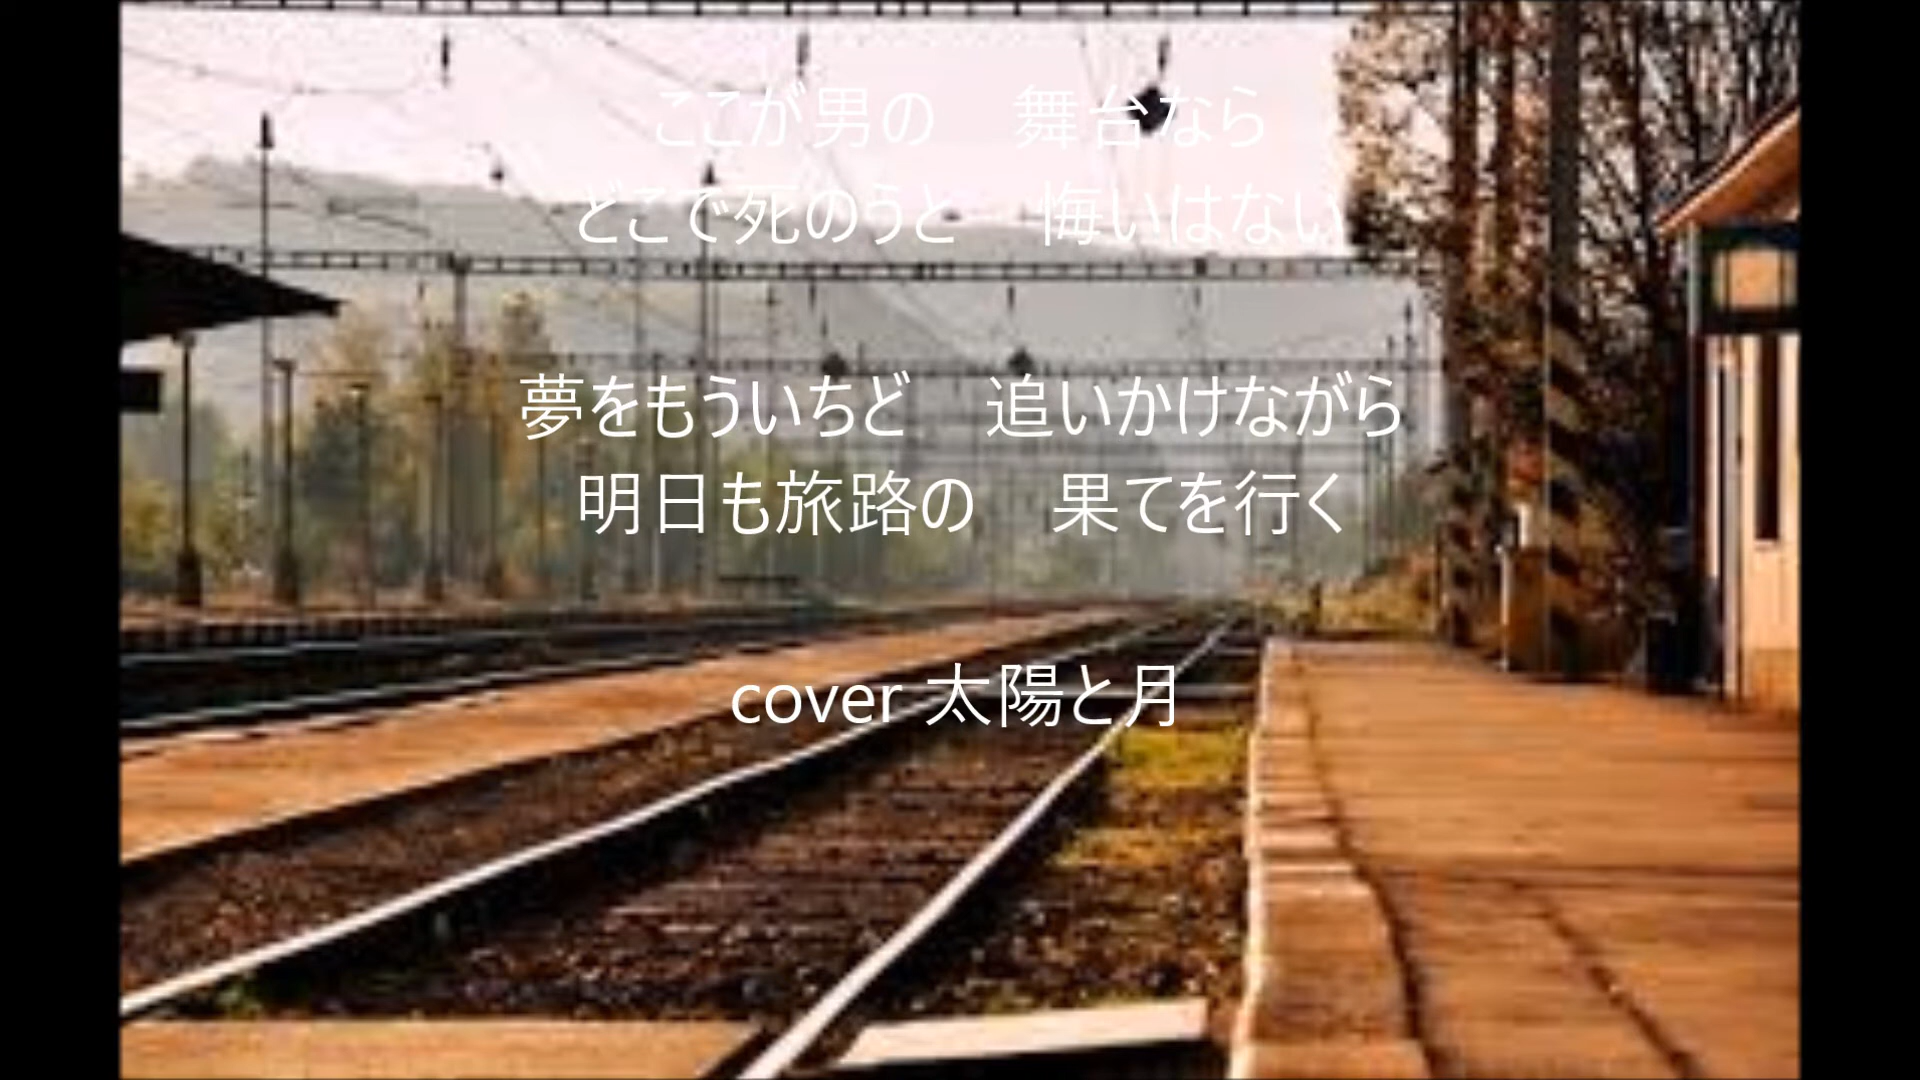 ここが男の　舞台なら
どこで死のうと　悔いはない
夢をもういちど　追いかけながら
明日も旅路の　果てを行く
cover 太陽と月